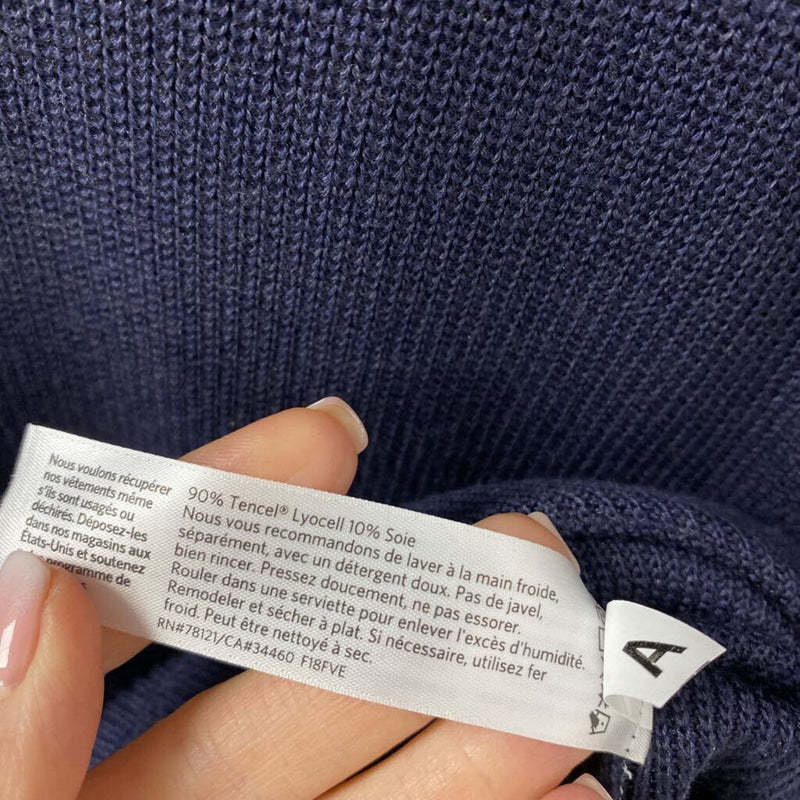 Nous voulons récupérer
nos vêtements même
s'ils sont usagés ou
déchirés. Déposez-les
dans nos magasins aux
États-Unis et soutenez
programme de
90% Tencel® Lyocell 10% Soie
Nous vous recommandons de laver à la main froide,
séparément, avec un détergent doux. Pas de javel,
bien rincer. Pressez doucement, ne pas essorer.
Rouler dans une serviette pour enlever l'excès d'humidité.
Remodeler et sécher à plat. Si nécessaire, utilisez fer
froid. Peut être nettoyé à sec.
RN#78121/CA#34460 F18FVE
A